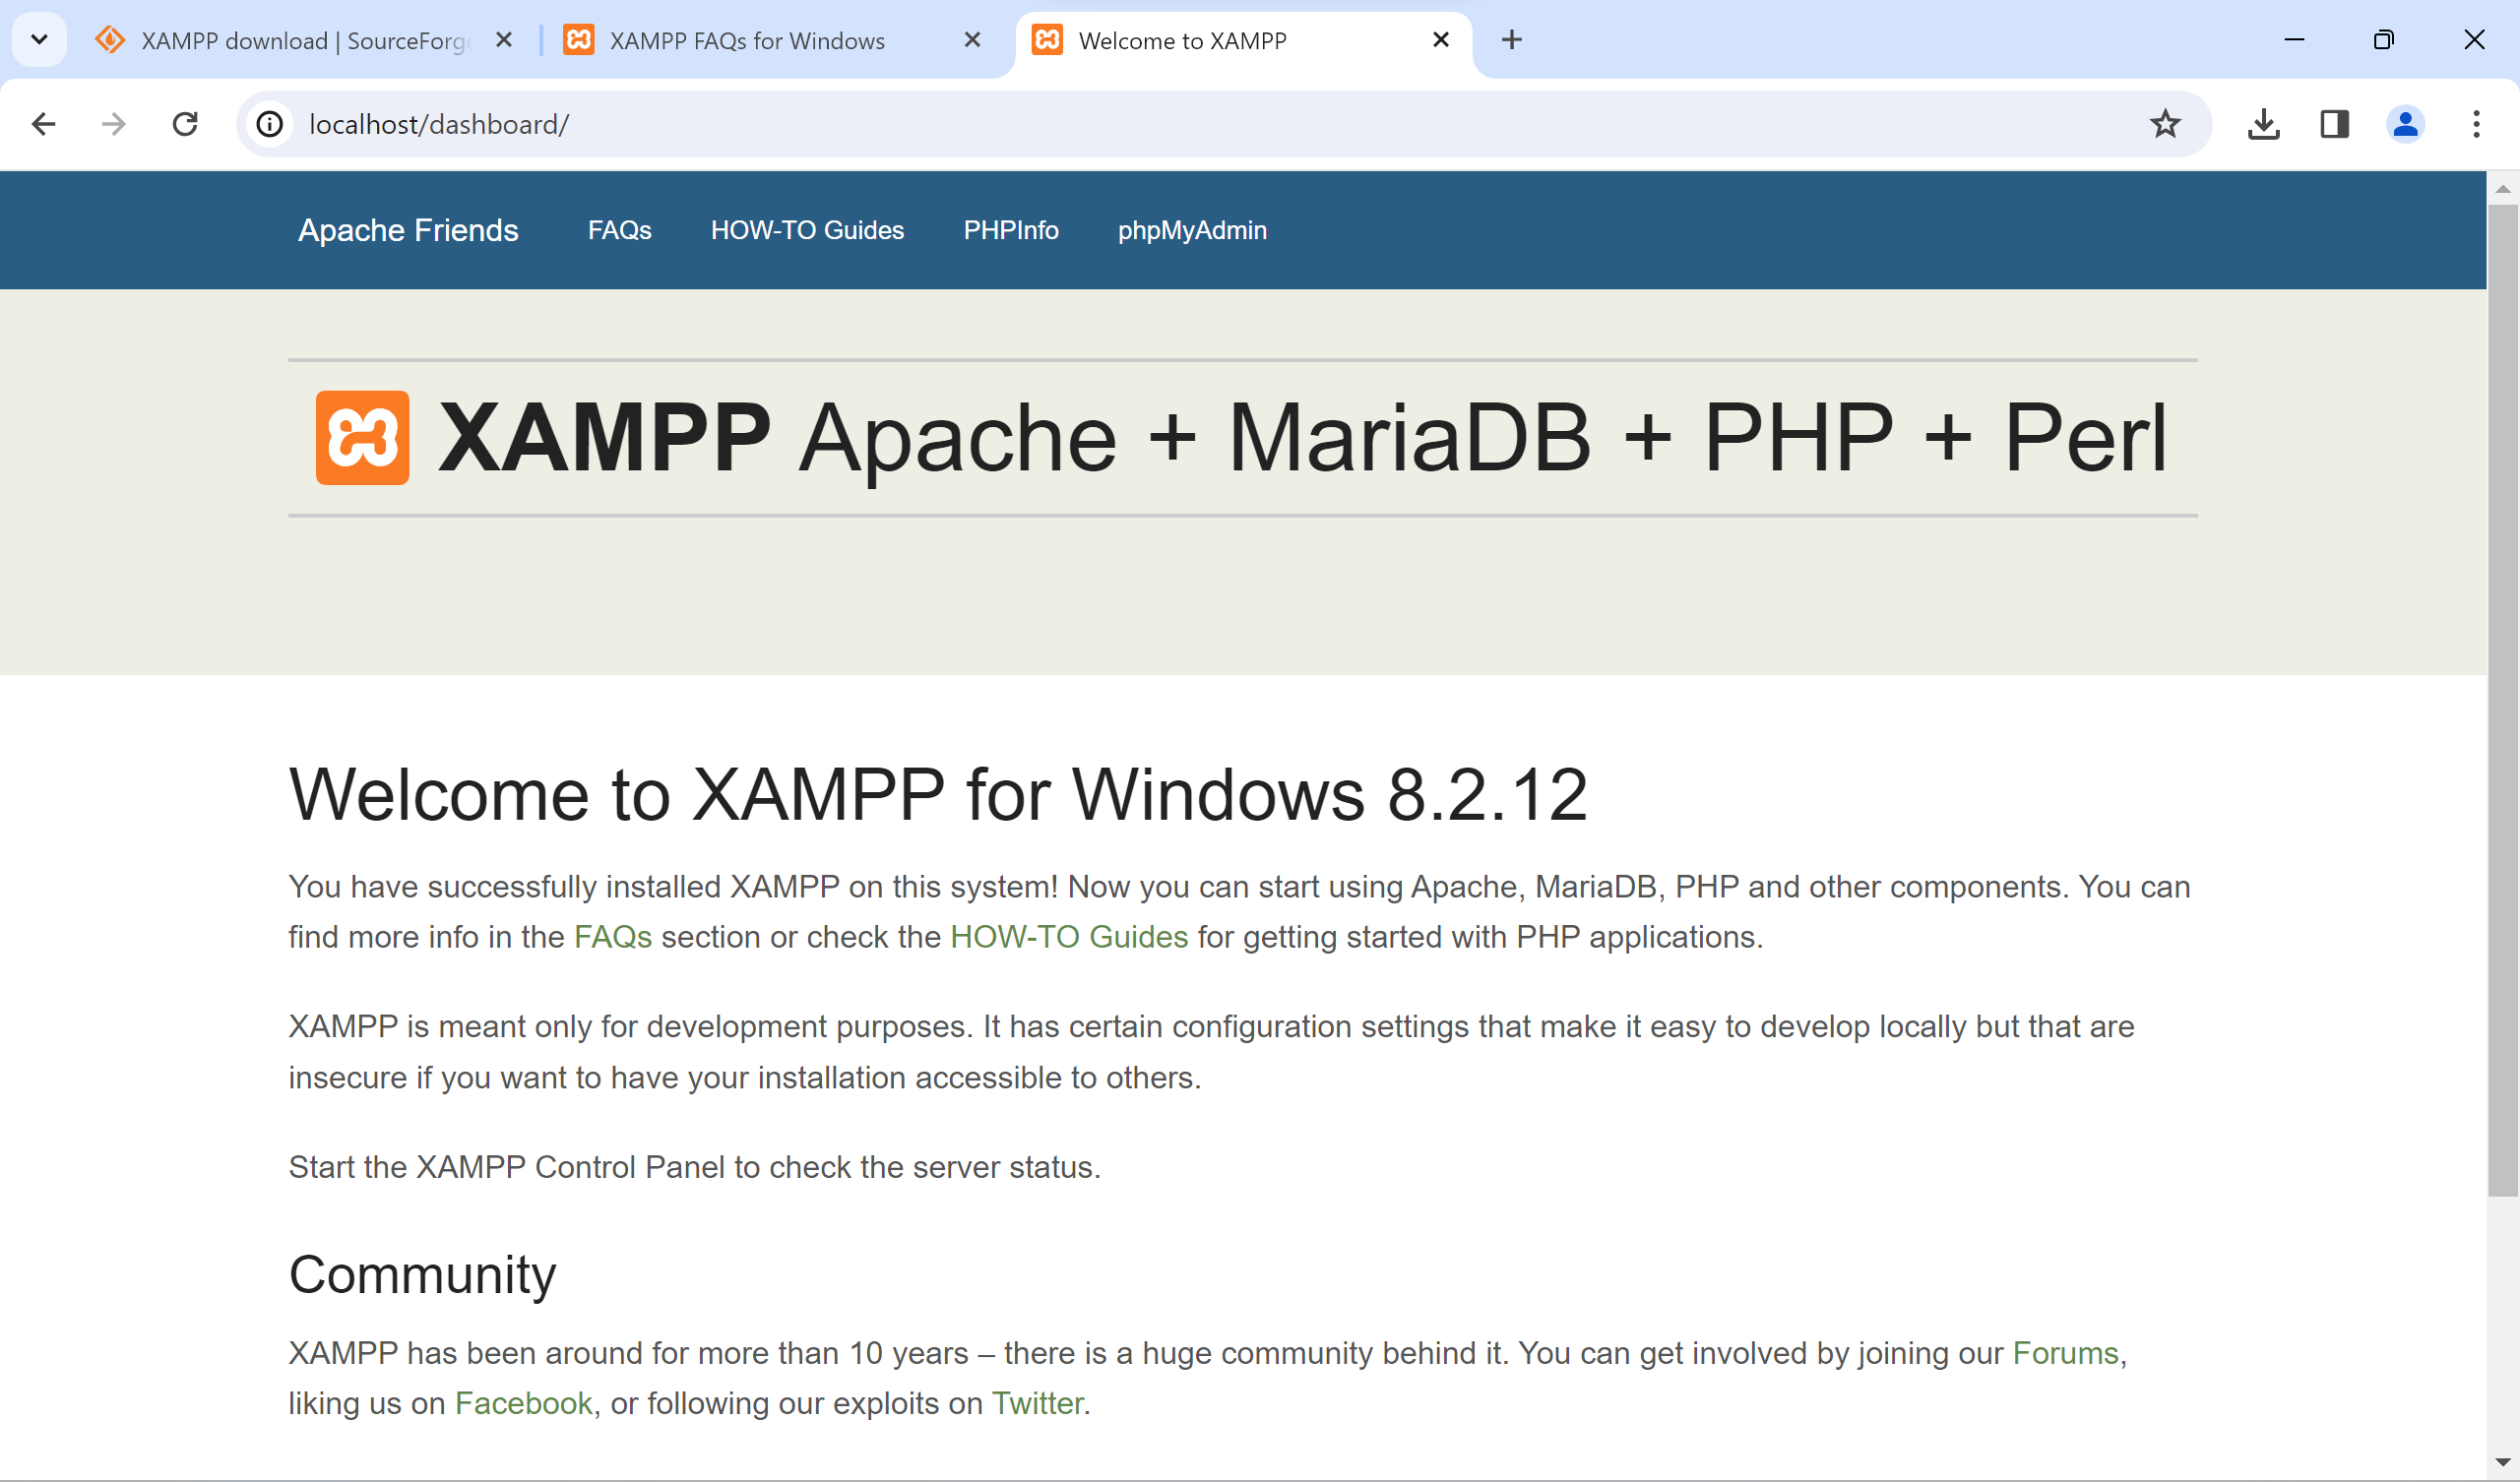 XAMPP download | SourceForge
XAMPP FAQs for Windows
Welcome to XAMPP
localhost/dashboard/
Apache Friends FAQs HOW-TO Guides PHPInfo phpMyAdmin
XAMPP Apache + MariaDB + PHP + Perl
Welcome to XAMPP for Windows 8.2.12
You have successfully installed XAMPP on this system! Now you can start using Apache, MariaDB, PHP and other components. You can
find more info in the FAQs section or check the HOW-TO Guides for getting started with PHP applications.
XAMPP is meant only for development purposes. It has certain configuration settings that make it easy to develop locally but that are
insecure if you want to have your installation accessible to others.
Start the XAMPP Control Panel to check the server status.
Community
XAMPP has been around for more than 10 years – there is a huge community behind it. You can get involved by joining our Forums,
liking us on Facebook, or following our exploits on Twitter.